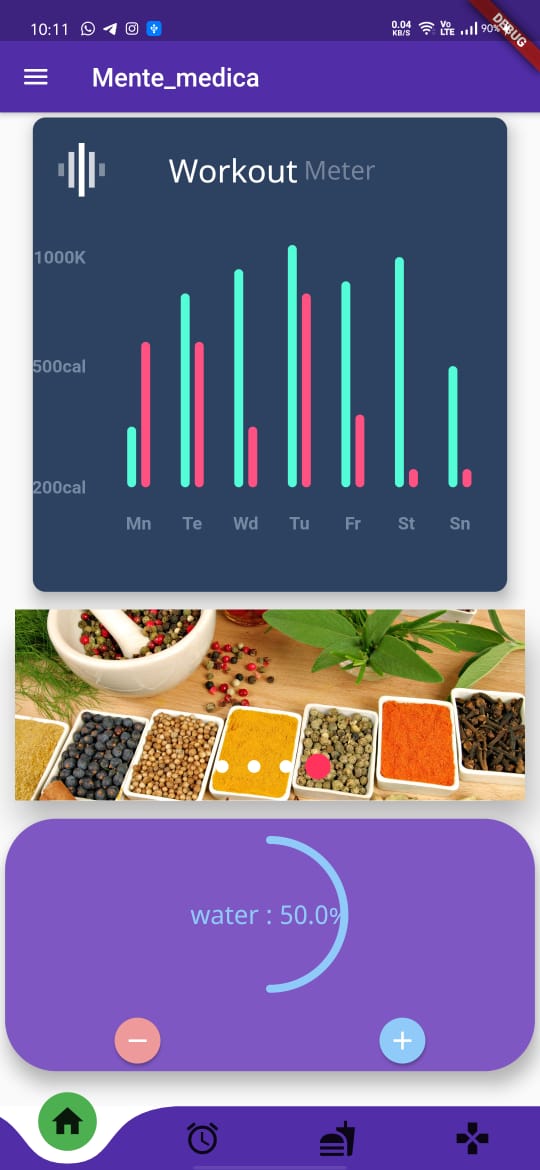 10:11
0.04 KB/S
Vo LTE
90%
DEBUG
Mente_medica
Workout Meter
1000K
500cal
200cal
Mn Te Wd Tu Fr St Sn
water : 50.0%